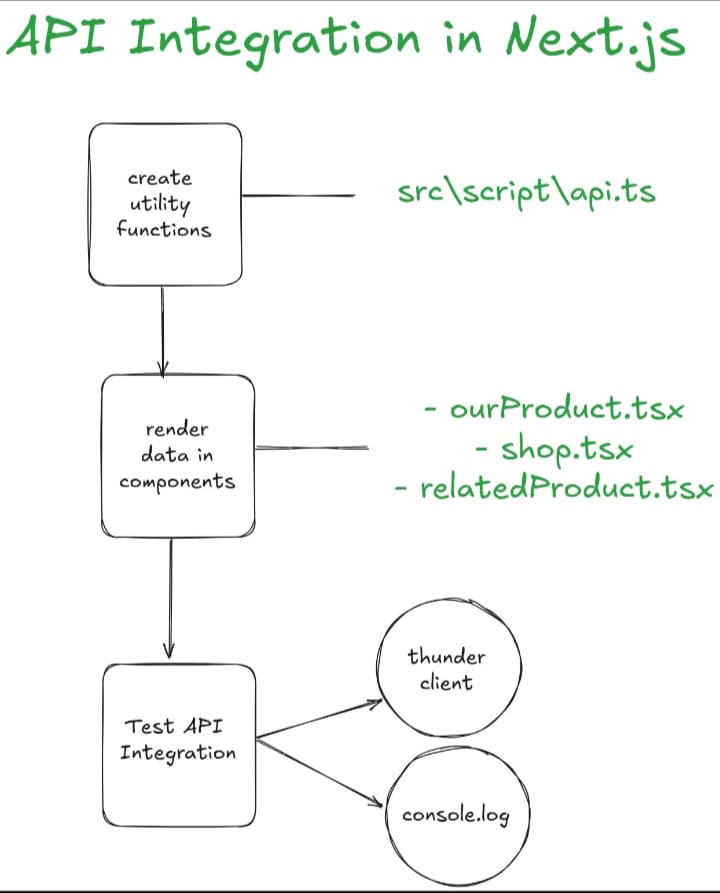 API Integration in Next.js
create
utility
functions
src\script\api.ts
render
data in
components
- ourProduct.tsx
- shop.tsx
- relatedProduct.tsx
Test API
Integration
thunder
client
console.log